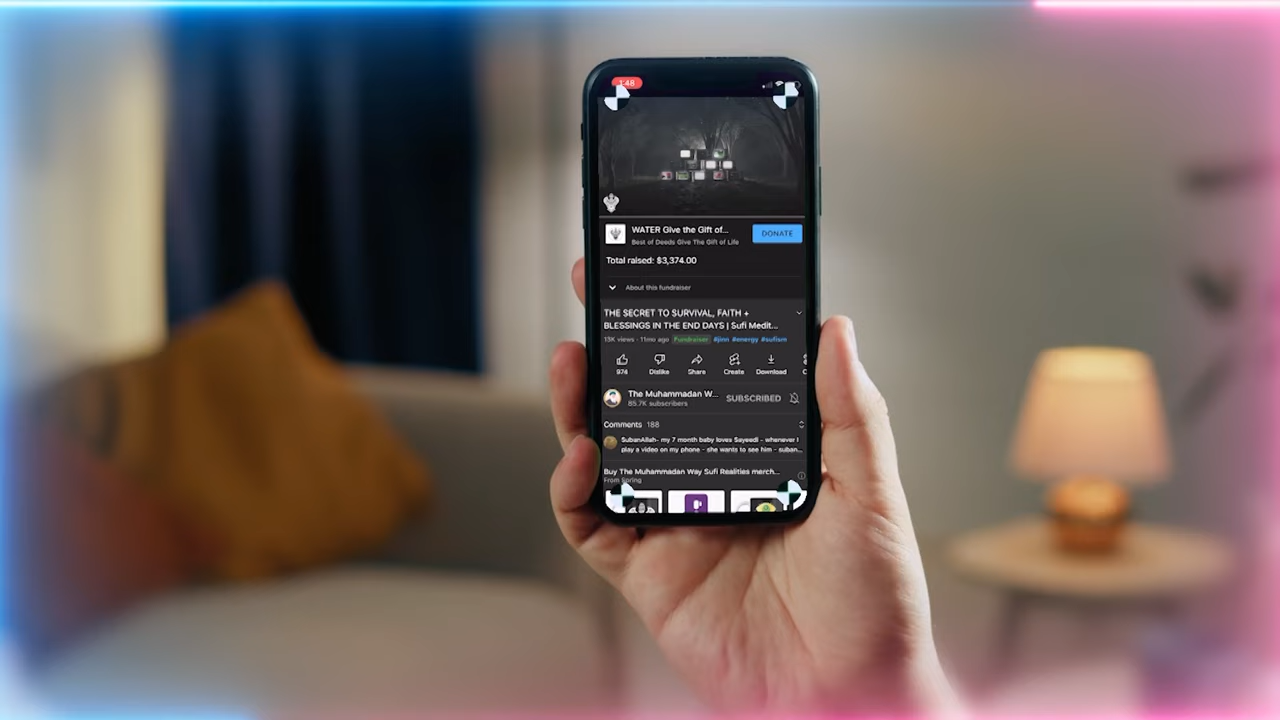 1:48
WATER Give the Gift of...
Best of Deeds Give The Gift of Life
DONATE
Total raised: $3,374.00
About this fundraiser
THE SECRET TO SURVIVAL, FAITH +
BLESSINGS IN THE END DAYS | Sufi Medit...
13K views · 11mo ago Fundraiser #jinn #energy #sufism
974 Dislike Share Create Download
The Muhammadan W...
85.7K subscribers
SUBSCRIBED
Comments 188
SubanAllah- my 7 month baby loves Sayeedi - whenever I
play a video on my phone - she wants to see him - suban...
Buy The Muhammadan Way Sufi Realities merch...
From Spring